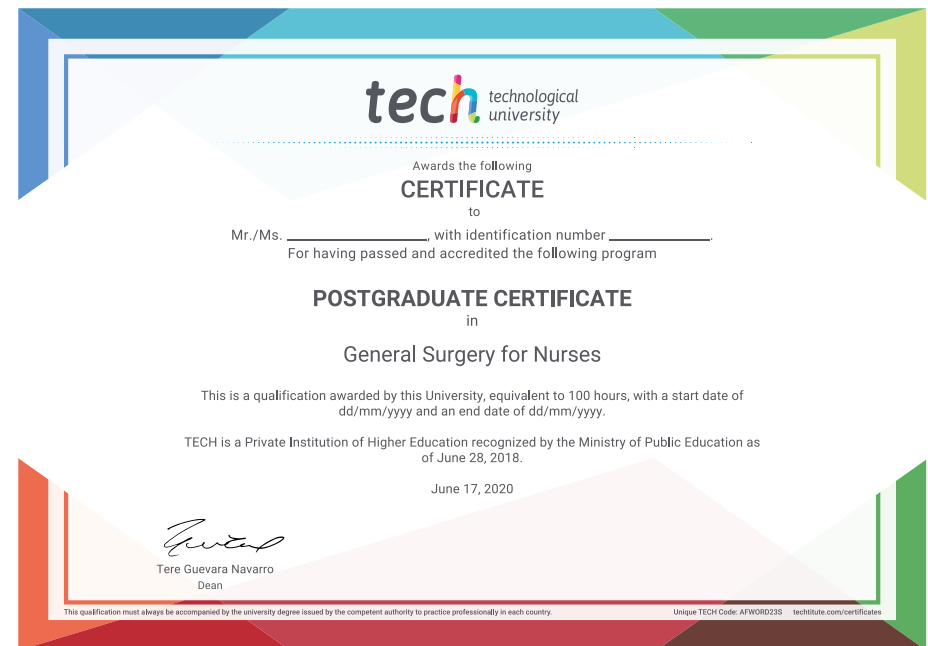 tech technological
university
Awards the following
CERTIFICATE
to
Mr./Ms. ____________________, with identification number ______________.
For having passed and accredited the following program
POSTGRADUATE CERTIFICATE
in
General Surgery for Nurses
This is a qualification awarded by this University, equivalent to 100 hours, with a start date of
dd/mm/yyyy and an end date of dd/mm/yyyy.
TECH is a Private Institution of Higher Education recognized by the Ministry of Public Education as
of June 28, 2018.
June 17, 2020
Tere Guevara Navarro
Dean
This qualification must always be accompanied by the university degree issued by the competent authority to practice professionally in each country.
Unique TECH Code: AFWORD23S techtitute.com/certificates